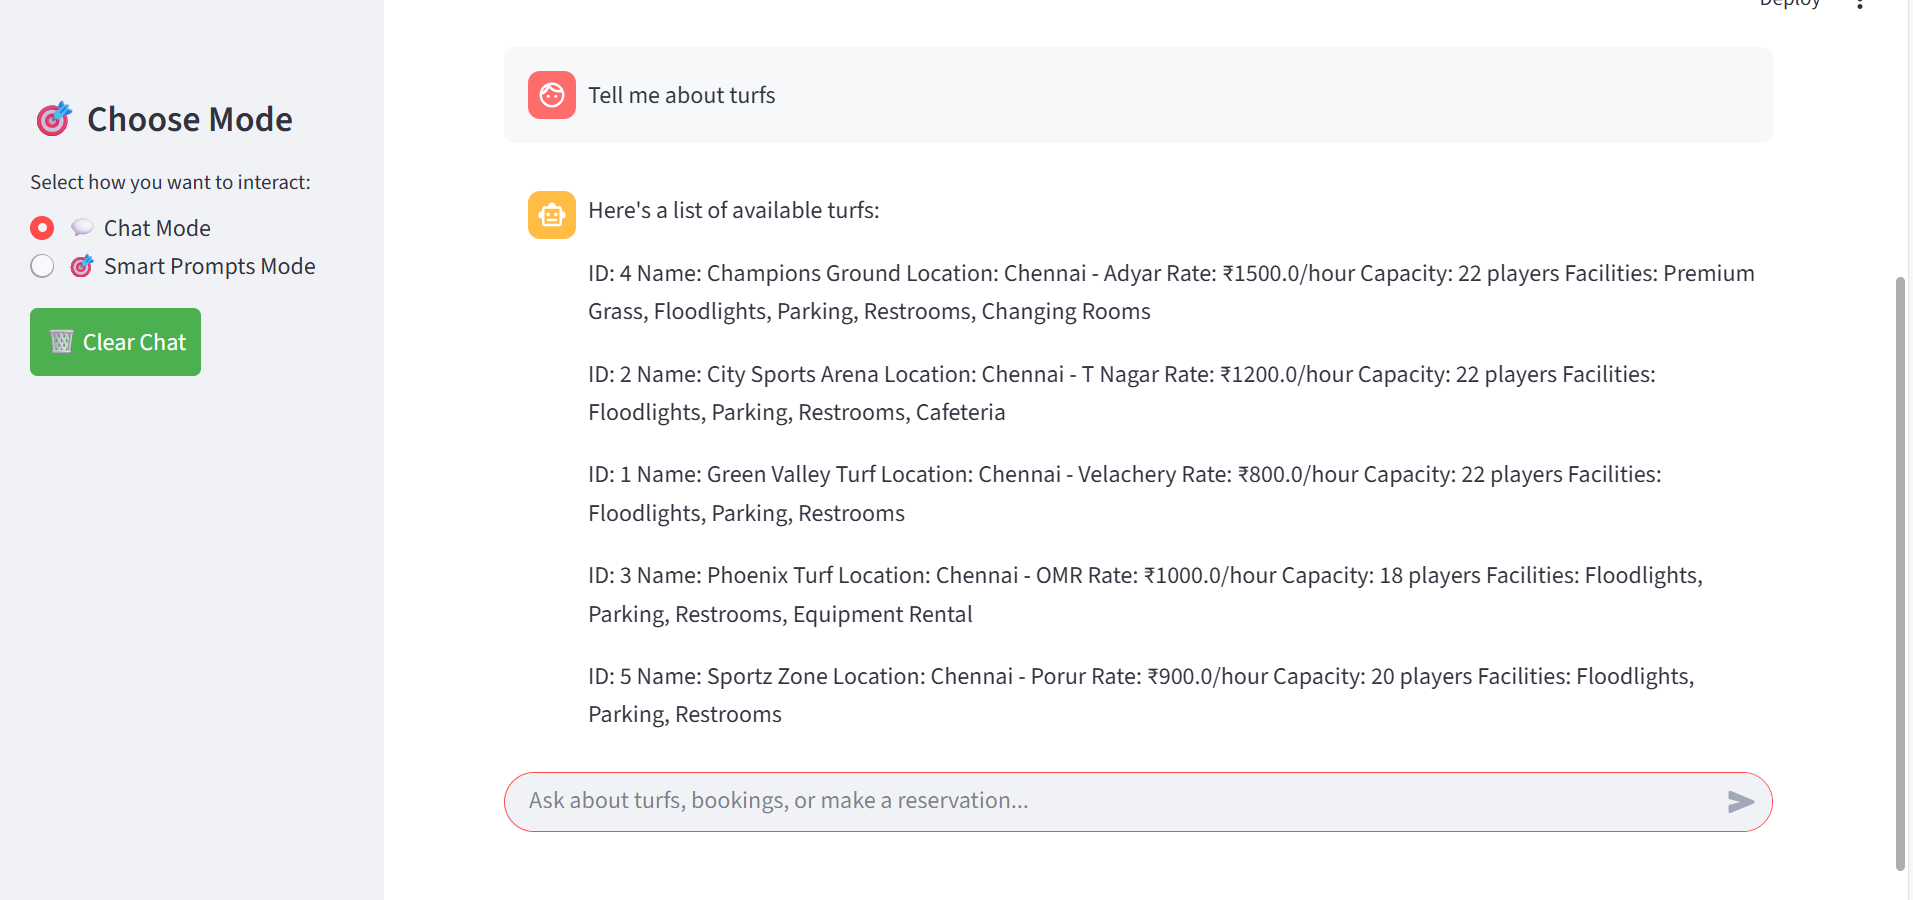 Deploy
Choose Mode
Select how you want to interact:
Chat Mode
Smart Prompts Mode
Clear Chat
Tell me about turfs
Here's a list of available turfs:
ID: 4 Name: Champions Ground Location: Chennai - Adyar Rate: ₹1500.0/hour Capacity: 22 players Facilities: Premium
Grass, Floodlights, Parking, Restrooms, Changing Rooms
ID: 2 Name: City Sports Arena Location: Chennai - T Nagar Rate: ₹1200.0/hour Capacity: 22 players Facilities:
Floodlights, Parking, Restrooms, Cafeteria
ID: 1 Name: Green Valley Turf Location: Chennai - Velachery Rate: ₹800.0/hour Capacity: 22 players Facilities:
Floodlights, Parking, Restrooms
ID: 3 Name: Phoenix Turf Location: Chennai - OMR Rate: ₹1000.0/hour Capacity: 18 players Facilities: Floodlights,
Parking, Restrooms, Equipment Rental
ID: 5 Name: Sportz Zone Location: Chennai - Porur Rate: ₹900.0/hour Capacity: 20 players Facilities: Floodlights,
Parking, Restrooms
Ask about turfs, bookings, or make a reservation...